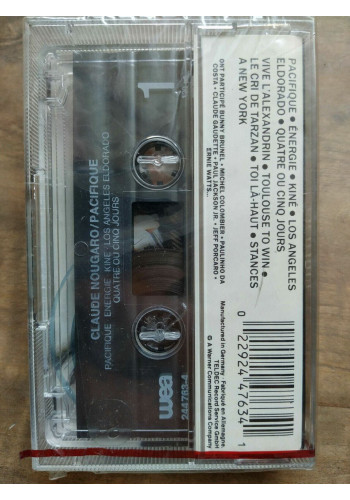 PACIFIQUE • ÉNERGIE • KINÉ • LOS ANGELES
ELDORADO • QUATRE OU CINQ JOURS
VIVE L'ALEXANDRIN • TOULOUSE TO WIN •
LE CRI DE TARZAN • TOI LÀ-HAUT • STANCES
A NEW YORK
ONT PARTICIPÉ BUNNY BRUNEL • MICHEL COLOMBIER • PAULINHO DA
COSTA • CLAUDE GAUDETTE • PAUL JACKSON JR. • JEFF PORCARO •
ERNIE WATTS...
Manufactured in Germany · Fabriqué en Allemagne.
TELDEC Record Service GmbH
A Warner Communications Company
0 22924 47634 1
1
CLAUDE NOUGARO/PACIFIQUE
PACIFIQUE ENERGIE KINE LOS ANGELES ELDORADO
QUATRE OU CINQ JOURS
wea